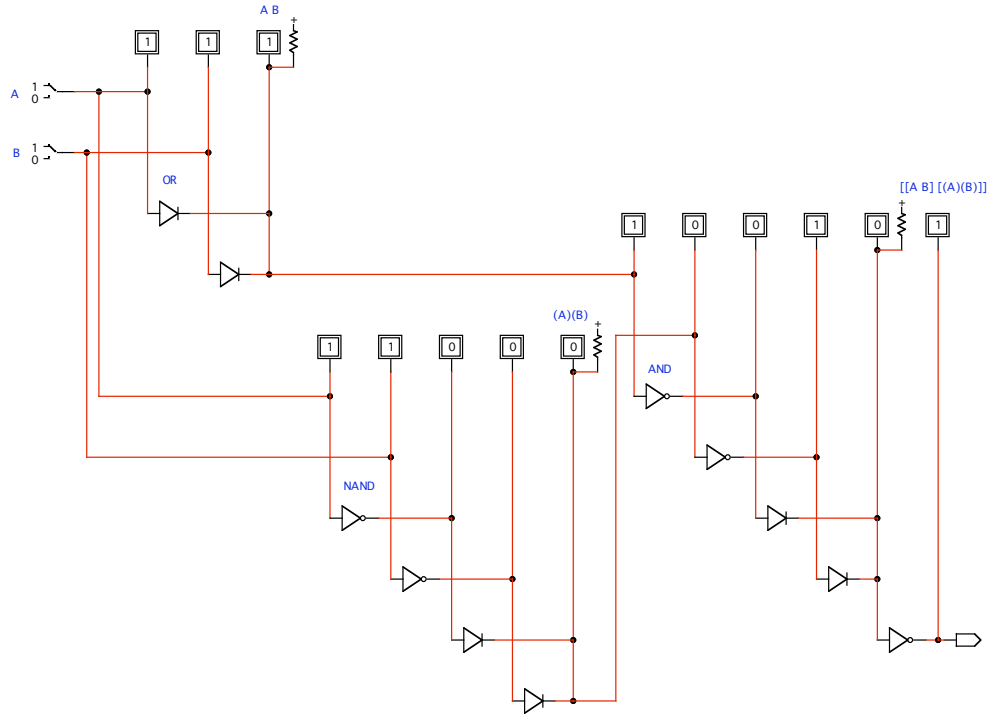 A B
+
1 1 1
A 1
0
B 1
0
OR
[[A B] [(A)(B)]]
+
1 0 0 1 0 1
(A)(B)
+
1 1 0 0 0
AND
NAND